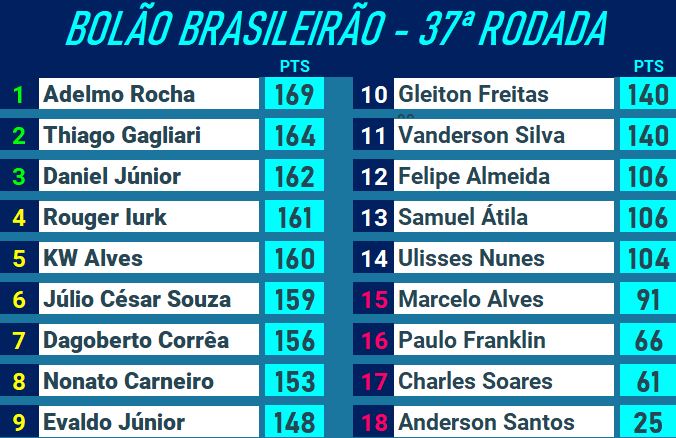 BOLÃO BRASILEIRÃO - 37ª RODADA
PTS
1 Adelmo Rocha 169
2 Thiago Gagliari 164
3 Daniel Júnior 162
4 Rouger Iurk 161
5 KW Alves 160
6 Júlio César Souza 159
7 Dagoberto Corrêa 156
8 Nonato Carneiro 153
9 Evaldo Júnior 148
PTS
10 Gleiton Freitas 140
11 Vanderson Silva 140
12 Felipe Almeida 106
13 Samuel Átila 106
14 Ulisses Nunes 104
15 Marcelo Alves 91
16 Paulo Franklin 66
17 Charles Soares 61
18 Anderson Santos 25